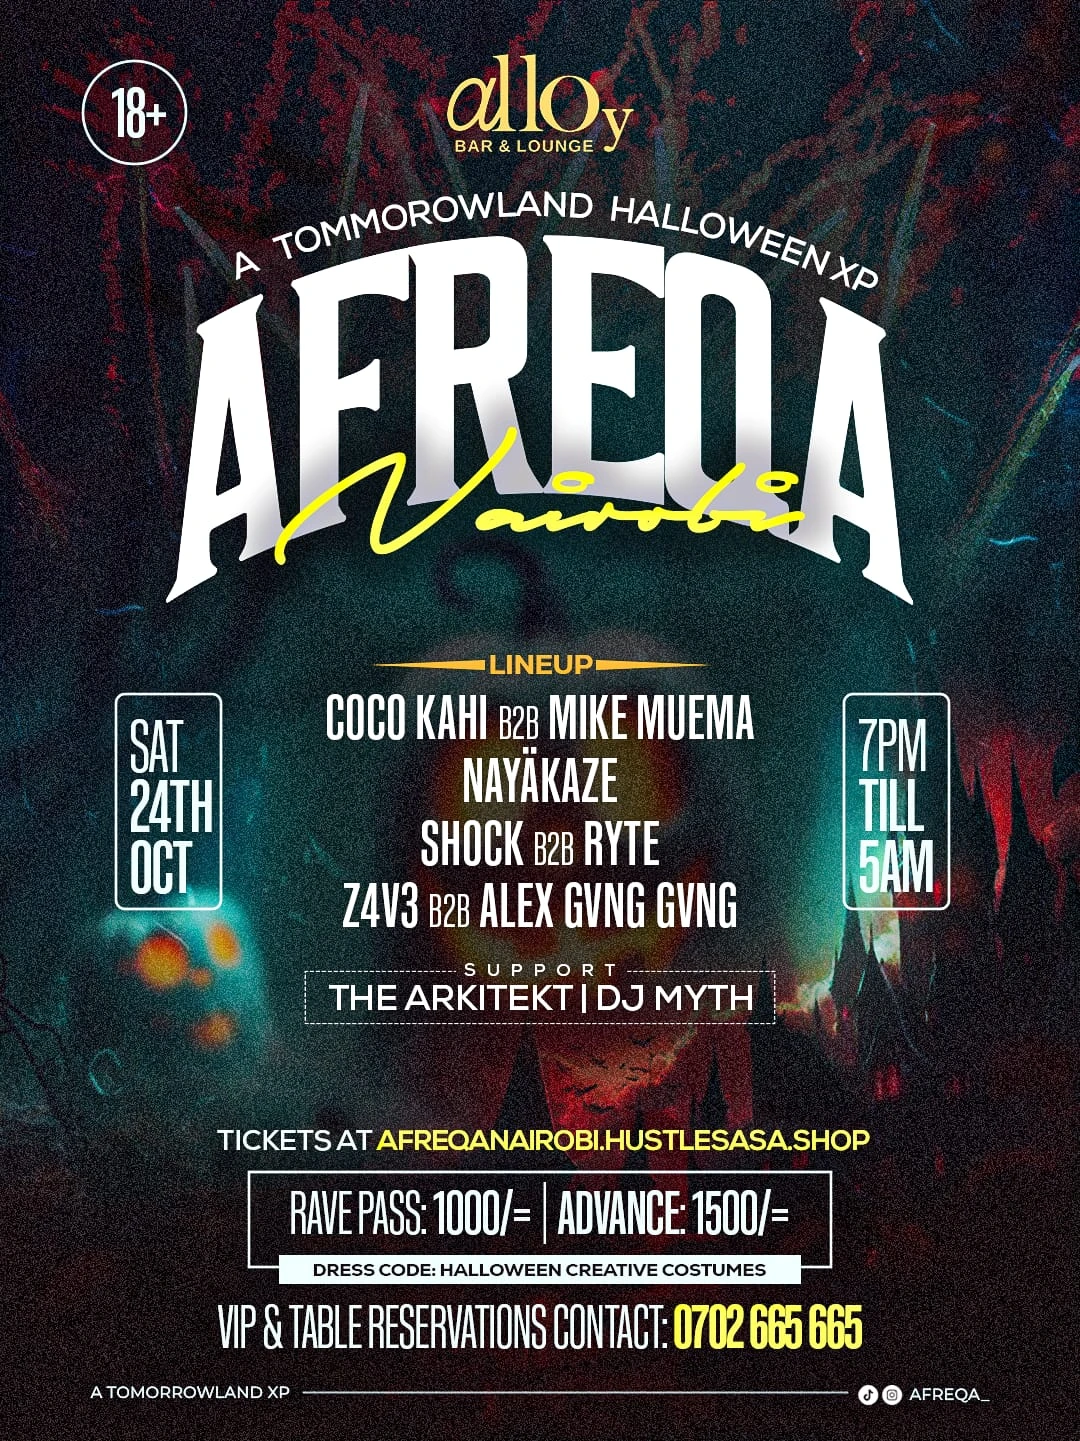 18+
alloy
BAR & LOUNGE
A TOMMOROWLAND HALLOWEEN XP
AFREQA
Nairobi
LINEUP
COCO KAHI B2B MIKE MUEMA
NAYÄKAZE
SHOCK B2B RYTE
Z4V3 B2B ALEX GVNG GVNG
SAT
24TH
OCT
7PM
TILL
5AM
SUPPORT
THE ARKITEKT | DJ MYTH
TICKETS AT AFREQANAIROBI.HUSTLESASA.SHOP
RAVE PASS: 1000/= | ADVANCE: 1500/=
DRESS CODE: HALLOWEEN CREATIVE COSTUMES
VIP & TABLE RESERVATIONS CONTACT: 0702 665 665
A TOMORROWLAND XP
AFREQA_